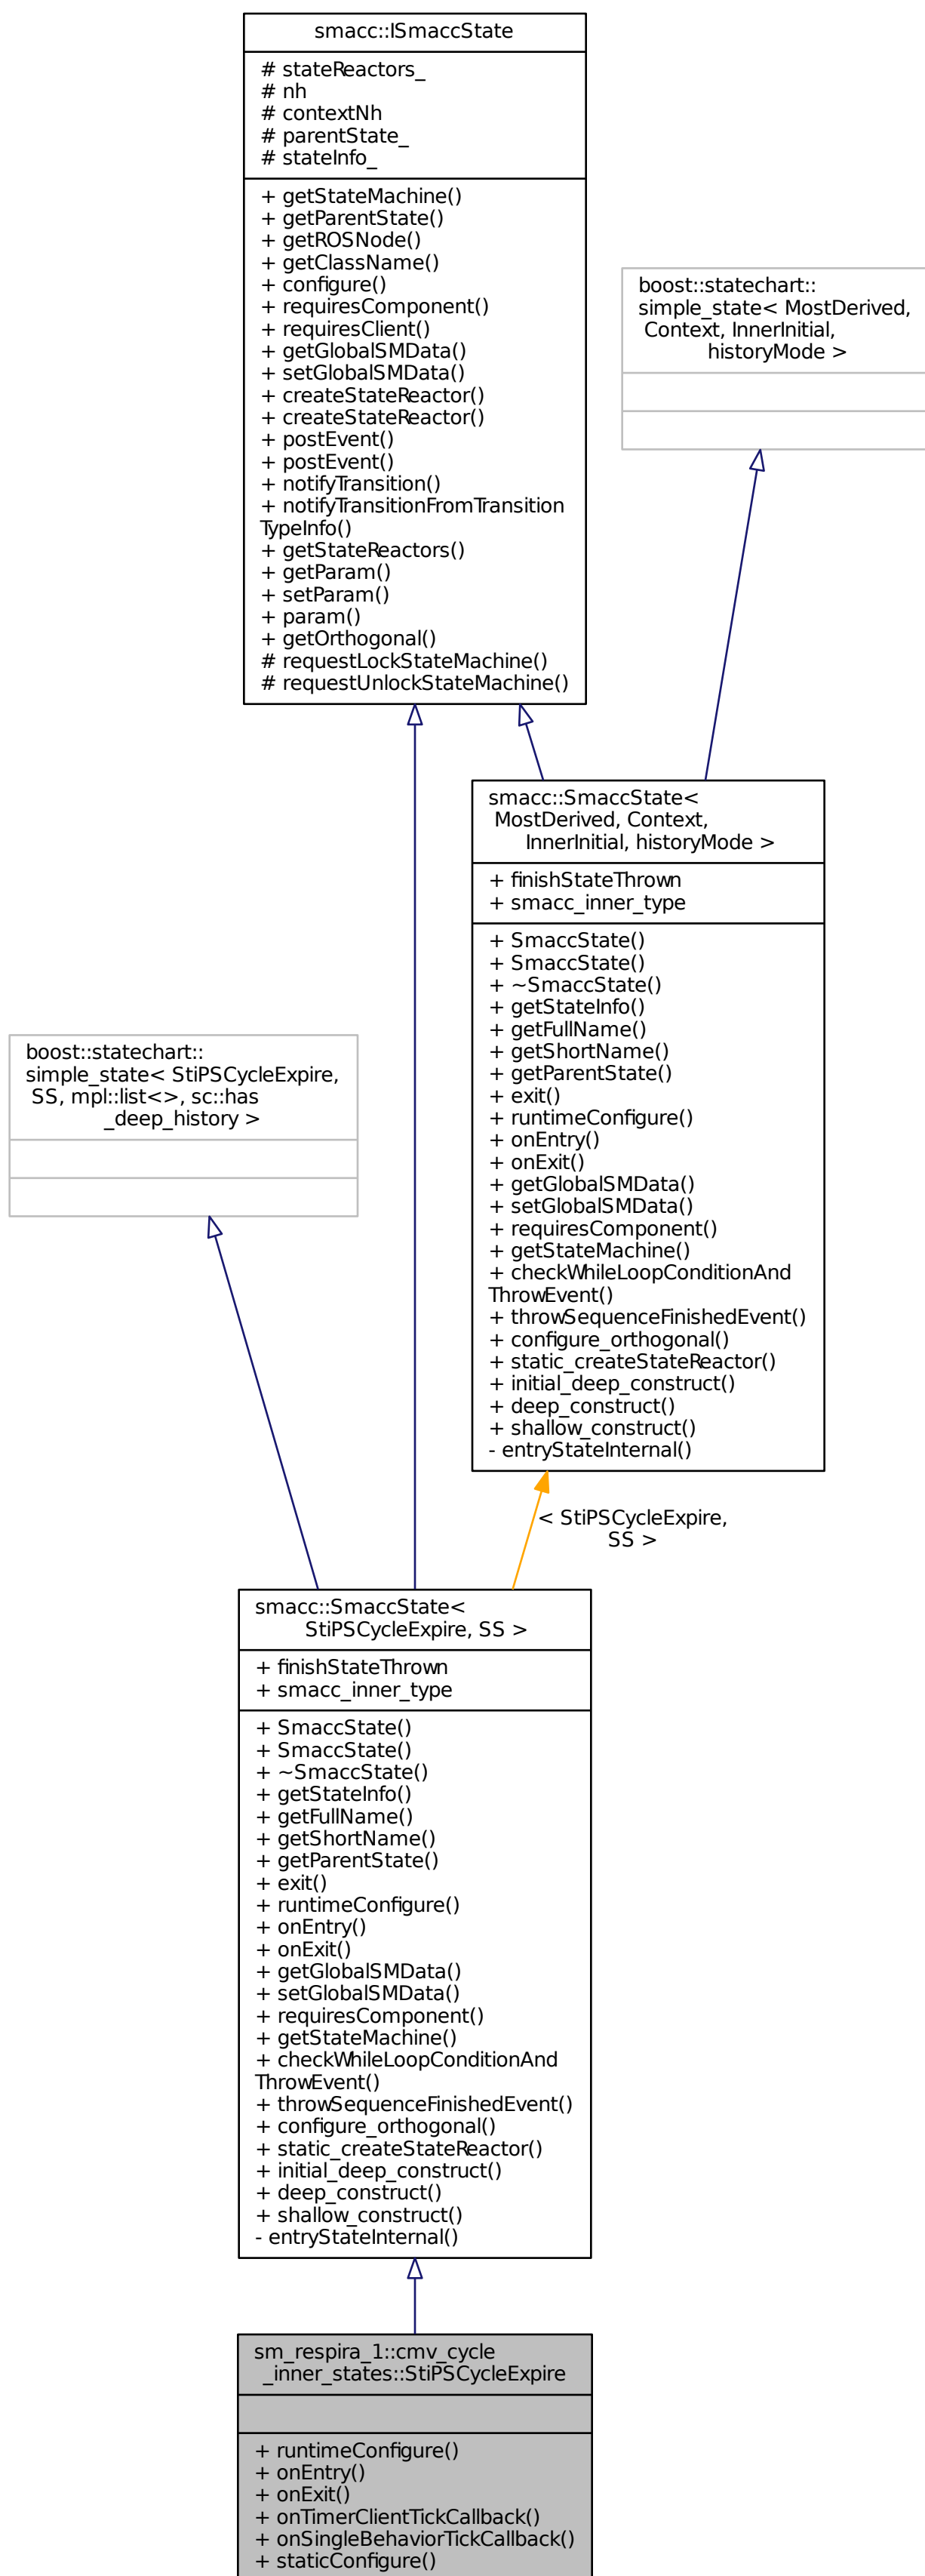 smacc::ISmaccState
# stateReactors_
# nh
# contextNh
# parentState_
# stateInfo_
+ getStateMachine()
+ getParentState()
+ getROSNode()
+ getClassName()
+ configure()
+ requiresComponent()
+ requiresClient()
+ getGlobalSMData()
+ setGlobalSMData()
+ createStateReactor()
+ createStateReactor()
+ postEvent()
+ postEvent()
+ notifyTransition()
+ notifyTransitionFromTransition
TypeInfo()
+ getStateReactors()
+ getParam()
+ setParam()
+ param()
+ getOrthogonal()
# requestLockStateMachine()
# requestUnlockStateMachine()
boost::statechart::
simple_state< MostDerived,
Context, InnerInitial,
historyMode >
smacc::SmaccState<
MostDerived, Context,
InnerInitial, historyMode >
+ finishStateThrown
+ smacc_inner_type
+ SmaccState()
+ SmaccState()
+ ~SmaccState()
+ getStateInfo()
+ getFullName()
+ getShortName()
+ getParentState()
+ exit()
+ runtimeConfigure()
+ onEntry()
+ onExit()
+ getGlobalSMData()
+ setGlobalSMData()
+ requiresComponent()
+ getStateMachine()
+ checkWhileLoopConditionAnd
ThrowEvent()
+ throwSequenceFinishedEvent()
+ configure_orthogonal()
+ static_createStateReactor()
+ initial_deep_construct()
+ deep_construct()
+ shallow_construct()
- entryStateInternal()
boost::statechart::
simple_state< StiPSCycleExpire,
SS, mpl::list<>, sc::has
_deep_history >
< StiPSCycleExpire,
SS >
smacc::SmaccState<
StiPSCycleExpire, SS >
+ finishStateThrown
+ smacc_inner_type
+ SmaccState()
+ SmaccState()
+ ~SmaccState()
+ getStateInfo()
+ getFullName()
+ getShortName()
+ getParentState()
+ exit()
+ runtimeConfigure()
+ onEntry()
+ onExit()
+ getGlobalSMData()
+ setGlobalSMData()
+ requiresComponent()
+ getStateMachine()
+ checkWhileLoopConditionAnd
ThrowEvent()
+ throwSequenceFinishedEvent()
+ configure_orthogonal()
+ static_createStateReactor()
+ initial_deep_construct()
+ deep_construct()
+ shallow_construct()
- entryStateInternal()
sm_respira_1::cmv_cycle
_inner_states::StiPSCycleExpire
+ runtimeConfigure()
+ onEntry()
+ onExit()
+ onTimerClientTickCallback()
+ onSingleBehaviorTickCallback()
+ staticConfigure()